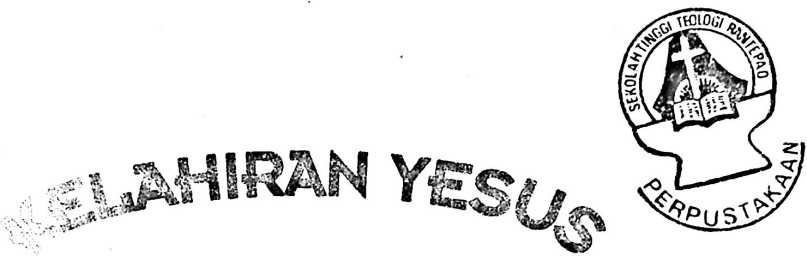 KELAHIRAN YESUS
SEKOLAH TINGGI TEOLOGI RANTEPAO
PERPUSTAKAAN